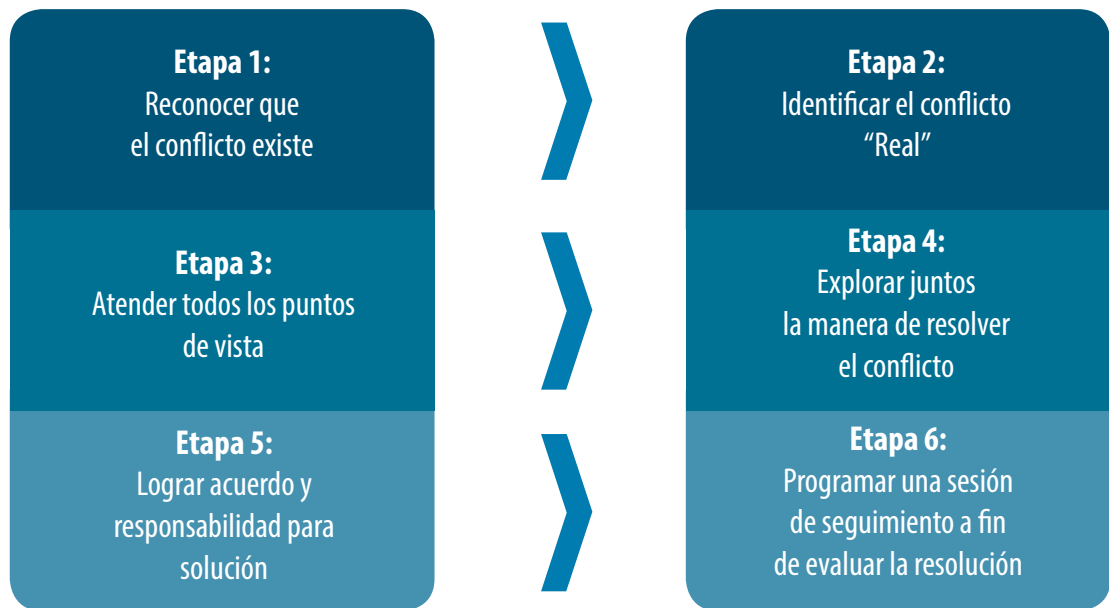 Etapa 1:
Reconocer que
el conflicto existe
Etapa 2:
Identificar el conflicto
“Real”
Etapa 3:
Atender todos los puntos
de vista
Etapa 4:
Explorar juntos
la manera de resolver
el conflicto
Etapa 5:
Lograr acuerdo y
responsabilidad para
solución
Etapa 6:
Programar una sesión
de seguimiento a fin
de evaluar la resolución